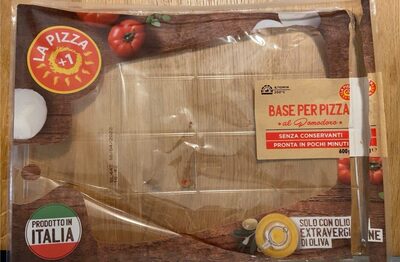 LA PIZZA
+1
BASE PER PIZZA
al Pomodoro
SENZA CONSERVANTI
PRONTA IN POCHI MINUTI
600g
PRODOTTO IN
ITALIA
SOLO CON OLIO
EXTRAVERGINE
DI OLIVA